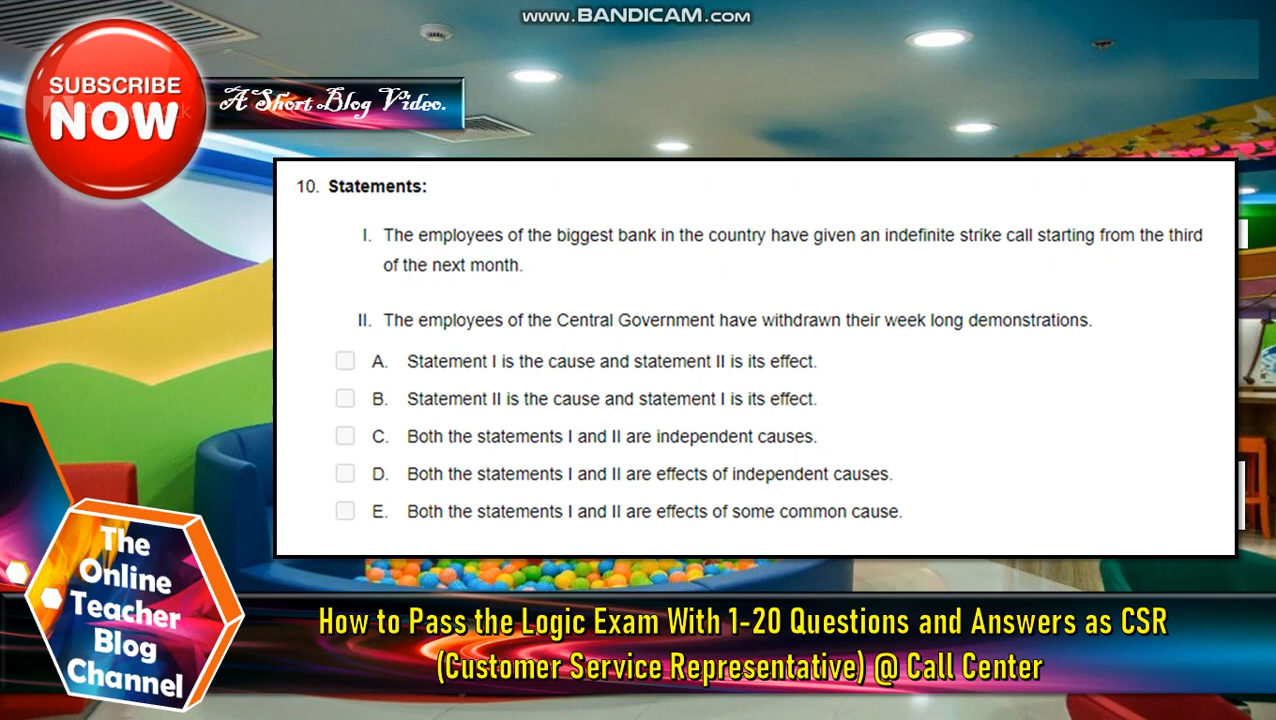 www.BANDICAM.com
SUBSCRIBE
NOW
A Short Blog Video.
10. Statements:
I. The employees of the biggest bank in the country have given an indefinite strike call starting from the third
of the next month.
II. The employees of the Central Government have withdrawn their week long demonstrations.
A. Statement I is the cause and statement II is its effect.
B. Statement II is the cause and statement I is its effect.
C. Both the statements I and II are independent causes.
D. Both the statements I and II are effects of independent causes.
E. Both the statements I and II are effects of some common cause.
The
Online
Teacher
Blog
Channel
How to Pass the Logic Exam With 1-20 Questions and Answers as CSR
(Customer Service Representative) @ Call Center